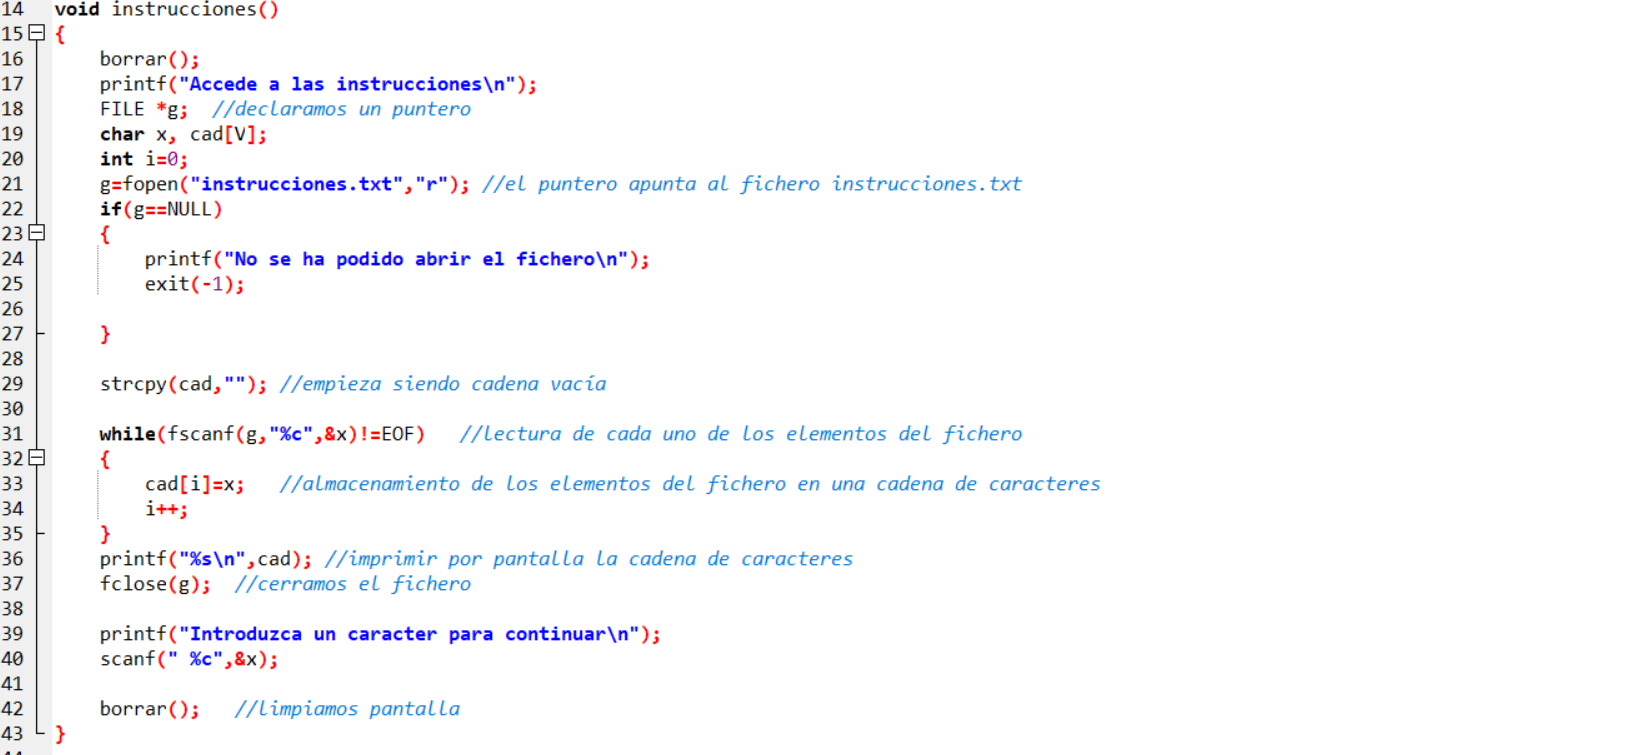 14 void instrucciones()
15 {
16 borrar();
17 printf("Accede a las instrucciones\n");
18 FILE *g; //declaramos un puntero
19 char x, cad[V];
20 int i=0;
21 g=fopen("instrucciones.txt","r"); //el puntero apunta al fichero instrucciones.txt
22 if(g==NULL)
23 {
24 printf("No se ha podido abrir el fichero\n");
25 exit(-1);
26
27 }
28
29 strcpy(cad,""); //empieza siendo cadena vacía
30
31 while(fscanf(g,"%c",&x)!=EOF) //lectura de cada uno de los elementos del fichero
32 {
33 cad[i]=x; //almacenamiento de los elementos del fichero en una cadena de caracteres
34 i++;
35 }
36 printf("%s\n",cad); //imprimir por pantalla la cadena de caracteres
37 fclose(g); //cerramos el fichero
38
39 printf("Introduzca un caracter para continuar\n");
40 scanf(" %c",&x);
41
42 borrar(); //limpiamos pantalla
43 }